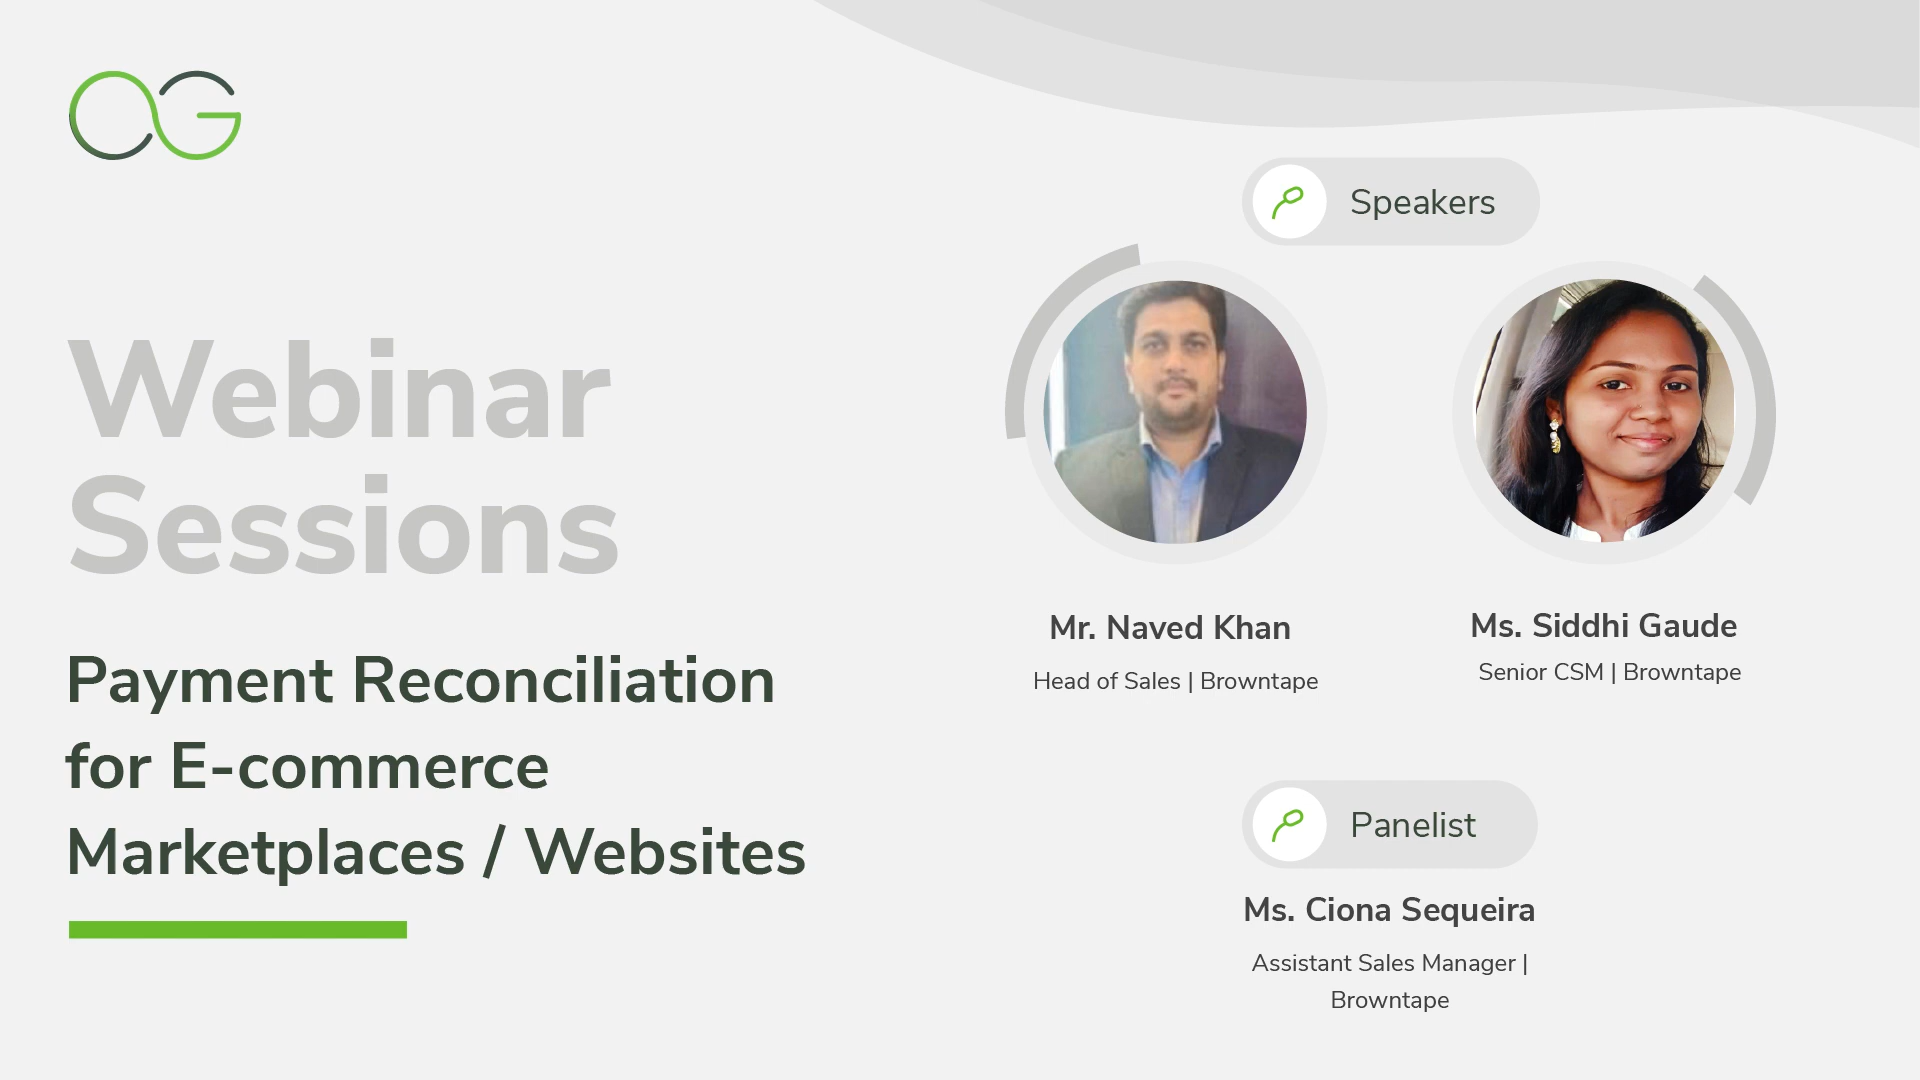 CG
Webinar
Sessions
Payment Reconciliation
for E-commerce
Marketplaces / Websites
Speakers
Mr. Naved Khan
Head of Sales | Browntape
Ms. Siddhi Gaude
Senior CSM | Browntape
Panelist
Ms. Ciona Sequeira
Assistant Sales Manager |
Browntape